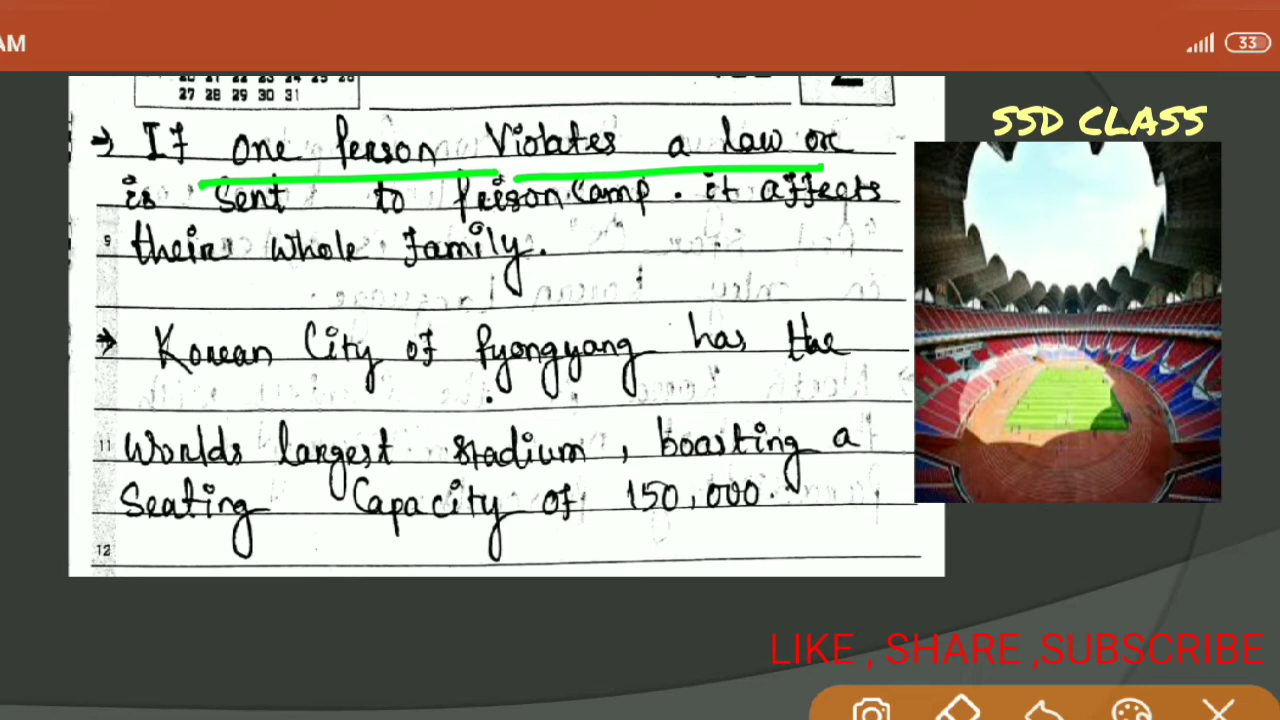 AM
33
27 28 29 30 31
2
→ If one Person Violates a law or
is sent to Prison camp. it affects
9 their whole family.
→ Korean City of Pyongyang has the
11 Worlds largest stadium, boasting a
Seating Capacity of 150,000.
12
SSD CLASS
LIKE , SHARE ,SUBSCRIBE